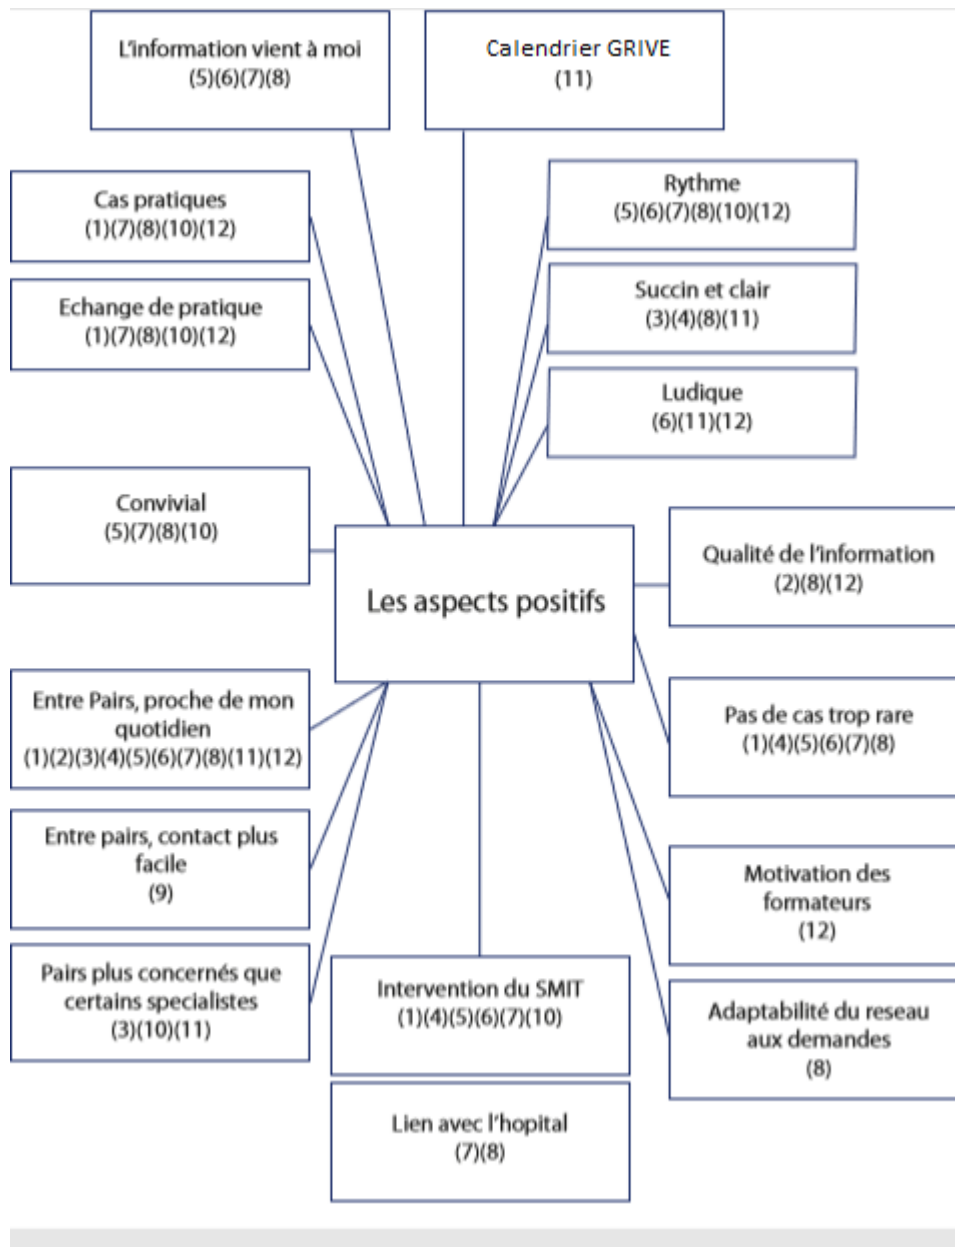 L'information vient à moi
(5)(6)(7)(8)
Calendrier GRIVE
(11)
Cas pratiques
(1)(7)(8)(10)(12)
Rythme
(5)(6)(7)(8)(10)(12)
Echange de pratique
(1)(7)(8)(10)(12)
Succin et clair
(3)(4)(8)(11)
Ludique
(6)(11)(12)
Convivial
(5)(7)(8)(10)
Qualité de l'information
(2)(8)(12)
Les aspects positifs
Entre Pairs, proche de mon
quotidien
(1)(2)(3)(4)(5)(6)(7)(8)(11)(12)
Pas de cas trop rare
(1)(4)(5)(6)(7)(8)
Entre pairs, contact plus
facile
(9)
Motivation des
formateurs
(12)
Pairs plus concernés que
certains specialistes
(3)(10)(11)
Intervention du SMIT
(1)(4)(5)(6)(7)(10)
Adaptabilité du reseau
aux demandes
(8)
Lien avec l'hopital
(7)(8)